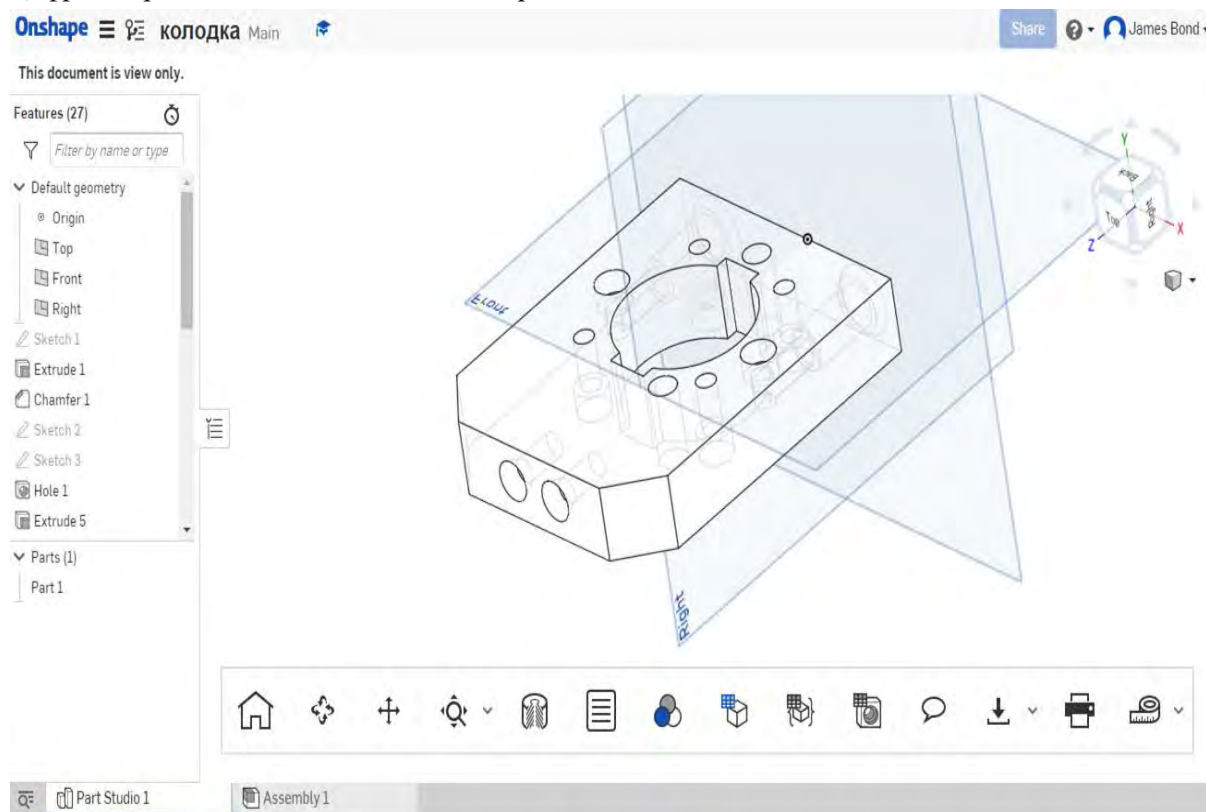 Onshape колодка Main Share James Bond
This document is view only.
Features (27)
Filter by name or type
Default geometry
Origin
Top
Front
Right
Sketch 1
Extrude 1
Chamfer 1
Sketch 2
Sketch 3
Hole 1
Extrude 5
Parts (1)
Part 1
Front
Right
Y
Back
Top
Right
X
Z
Part Studio 1
Assembly 1